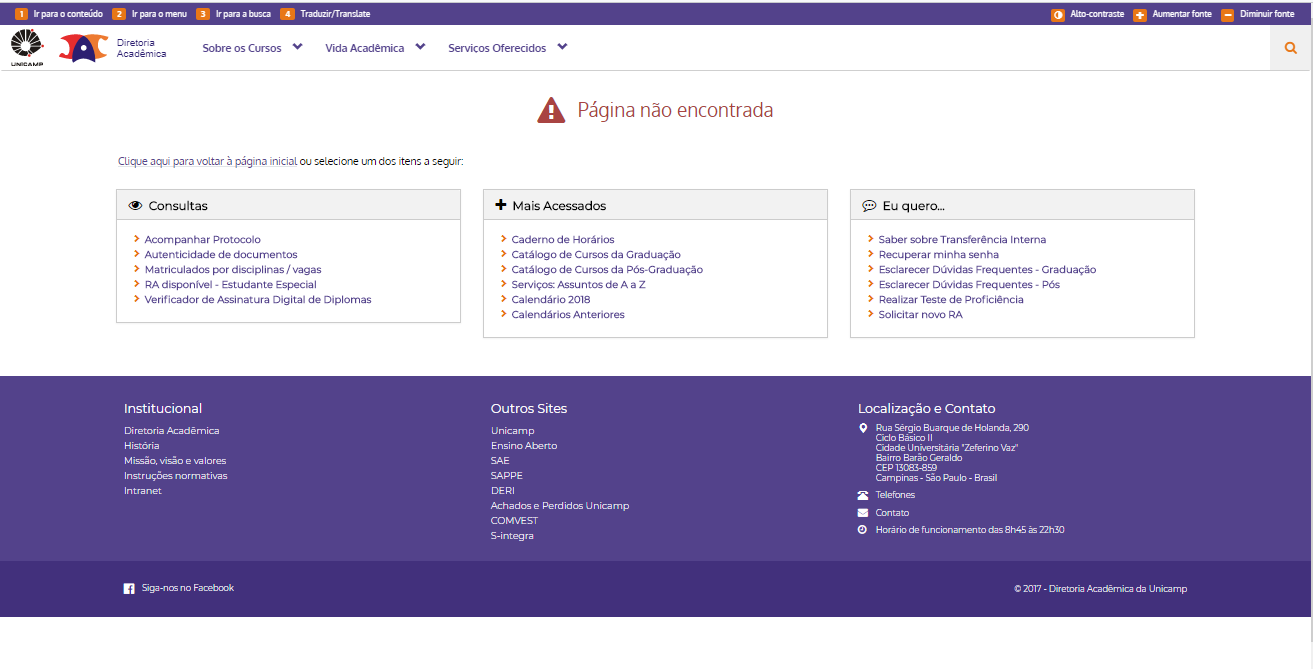 1 Ir para o conteúdo 2 Ir para o menu 3 Ir para a busca 4 Traduzir/Translate Alto-contraste Aumentar fonte Diminuir fonte
UNICAMP
Diretoria
Acadêmica
Sobre os Cursos Vida Acadêmica Serviços Oferecidos
Página não encontrada
Clique aqui para voltar à página inicial ou selecione um dos itens a seguir:
Consultas
Acompanhar Protocolo
Autenticidade de documentos
Matriculados por disciplinas / vagas
RA disponível - Estudante Especial
Verificador de Assinatura Digital de Diplomas
Mais Acessados
Caderno de Horários
Catálogo de Cursos da Graduação
Catálogo de Cursos da Pós-Graduação
Serviços: Assuntos de A a Z
Calendário 2018
Calendários Anteriores
Eu quero...
Saber sobre Transferência Interna
Recuperar minha senha
Esclarecer Dúvidas Frequentes - Graduação
Esclarecer Dúvidas Frequentes - Pós
Realizar Teste de Proficiência
Solicitar novo RA
Institucional
Diretoria Acadêmica
História
Missão, visão e valores
Instruções normativas
Intranet
Outros Sites
Unicamp
Ensino Aberto
SAE
SAPPE
DERI
Achados e Perdidos Unicamp
COMVEST
S-integra
Localização e Contato
Rua Sérgio Buarque de Holanda, 290
Ciclo Básico II
Cidade Universitária "Zeferino Vaz"
Bairro Barão Geraldo
CEP 13083-859
Campinas - São Paulo - Brasil
Telefones
Contato
Horário de funcionamento das 8h45 às 22h30
Siga-nos no Facebook
© 2017 - Diretoria Acadêmica da Unicamp